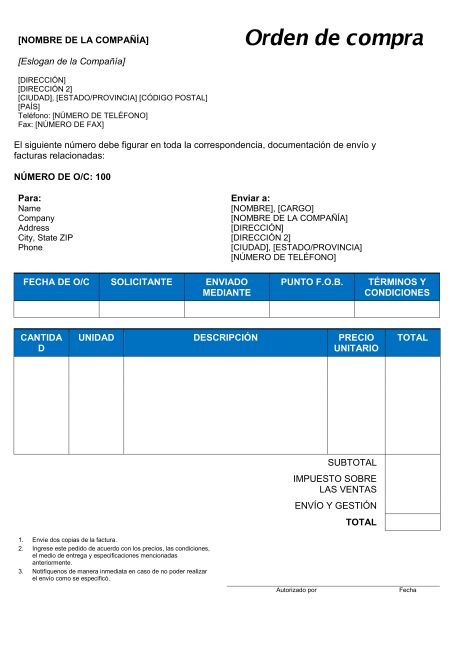 Orden de compra
[NOMBRE DE LA COMPAÑÍA]
[Eslogan de la Compañía]
[DIRECCIÓN]
[DIRECCIÓN 2]
[CIUDAD], [ESTADO/PROVINCIA] [CÓDIGO POSTAL]
[PAÍS]
Teléfono: [NÚMERO DE TELÉFONO]
Fax: [NÚMERO DE FAX]
El siguiente número debe figurar en toda la correspondencia, documentación de envío y
facturas relacionadas:
NÚMERO DE O/C: 100
Para:
Name
Company
Address
City, State ZIP
Phone
Enviar a:
[NOMBRE], [CARGO]
[NOMBRE DE LA COMPAÑÍA]
[DIRECCIÓN]
[DIRECCIÓN 2]
[CIUDAD], [ESTADO/PROVINCIA]
[NÚMERO DE TELÉFONO]
FECHA DE O/C
SOLICITANTE
ENVIADO
MEDIANTE
PUNTO F.O.B.
TÉRMINOS Y
CONDICIONES
CANTIDA
D
UNIDAD
DESCRIPCIÓN
PRECIO
UNITARIO
TOTAL
SUBTOTAL
IMPUESTO SOBRE
LAS VENTAS
ENVÍO Y GESTIÓN
TOTAL
1. Envíe dos copias de la factura.
2. Ingrese este pedido de acuerdo con los precios, las condiciones,
el medio de entrega y especificaciones mencionadas
anteriormente.
3. Notifíquenos de manera inmediata en caso de no poder realizar
el envío como se especificó.
Autorizado por
Fecha